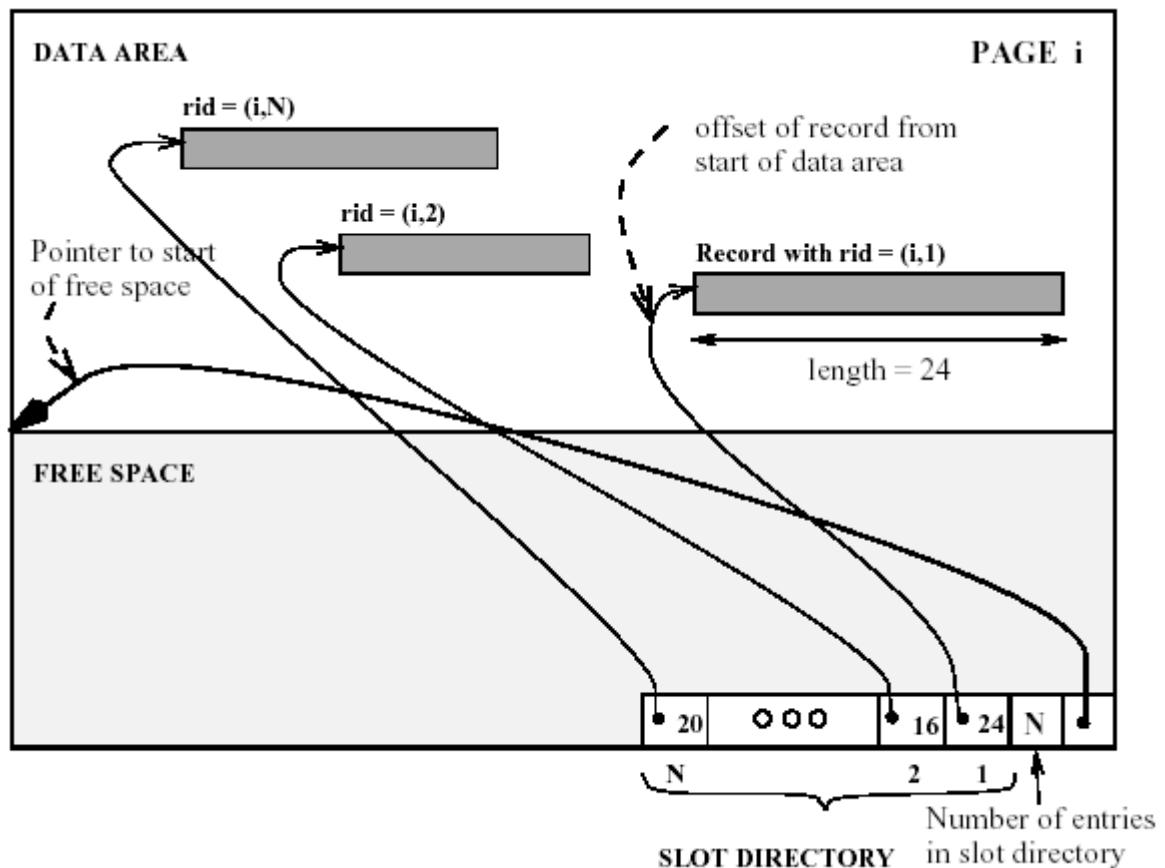 DATA AREA
PAGE i
rid = (i,N)
offset of record from
start of data area
rid = (i,2)
Pointer to start
of free space
Record with rid = (i,1)
length = 24
FREE SPACE
20
16
24
N
N
2
1
SLOT DIRECTORY
Number of entries
in slot directory